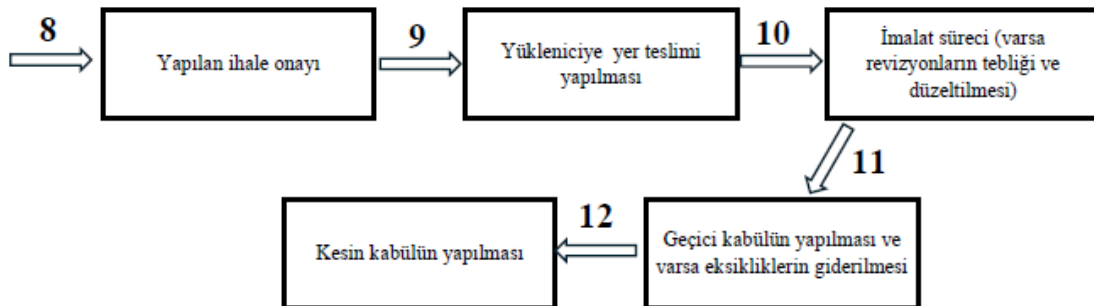 8
Yapılan ihale onayı
9
Yükleniciye yer teslimi
yapılması
10
İmalat süreci (varsa
revizyonların tebliği ve
düzeltilmesi)
11
Geçici kabülün yapılması ve
varsa eksikliklerin giderilmesi
12
Kesin kabülün yapılması